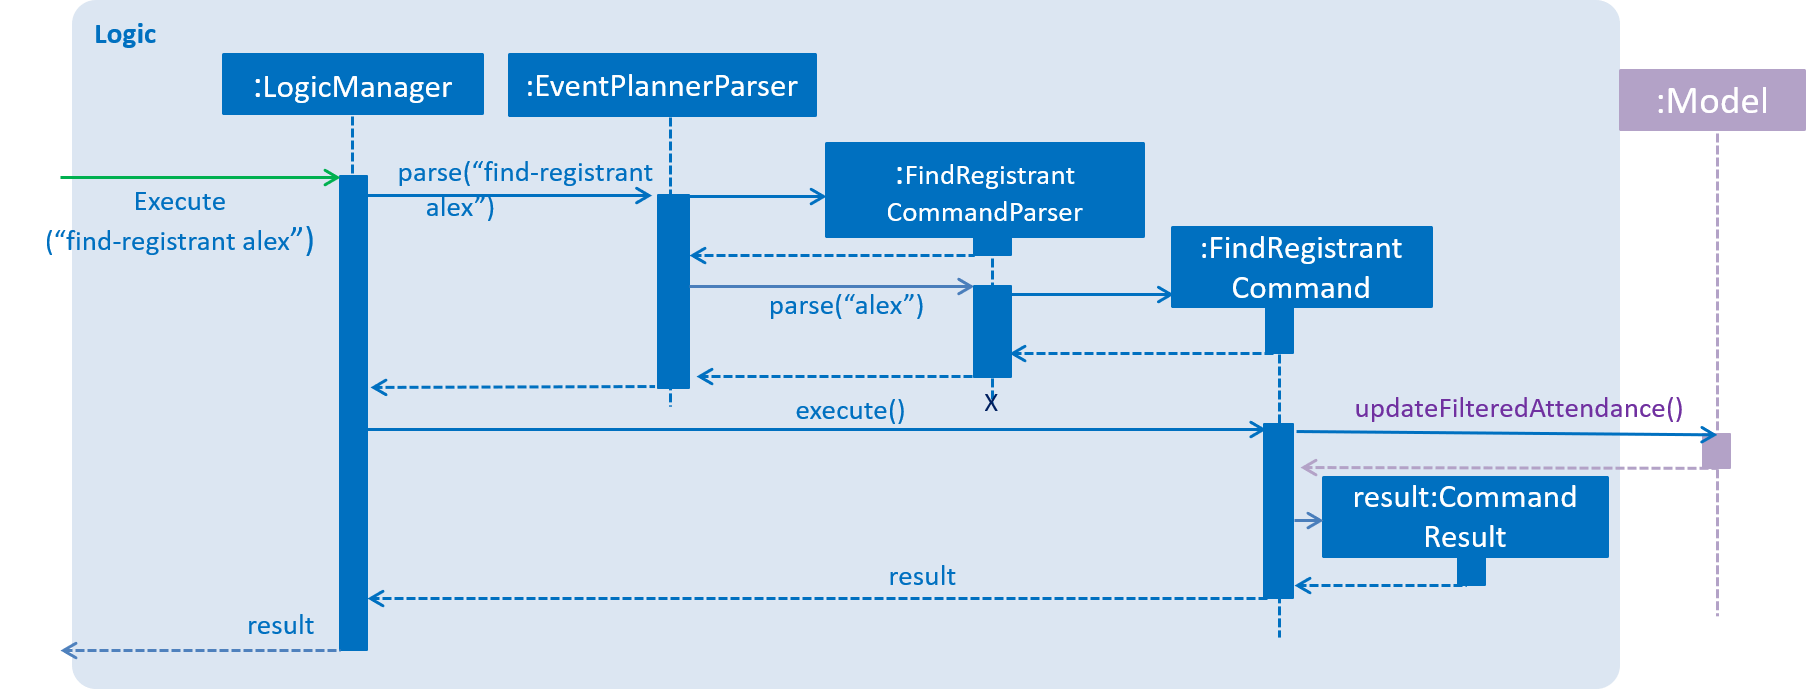 Logic
:LogicManager
:EventPlannerParser
:Model
parse(“find-registrant
alex”)
:FindRegistrant
CommandParser
Execute
(“find-registrant alex”)
:FindRegistrant
Command
parse(“alex”)
X
execute()
updateFilteredAttendance()
result:Command
Result
result
result